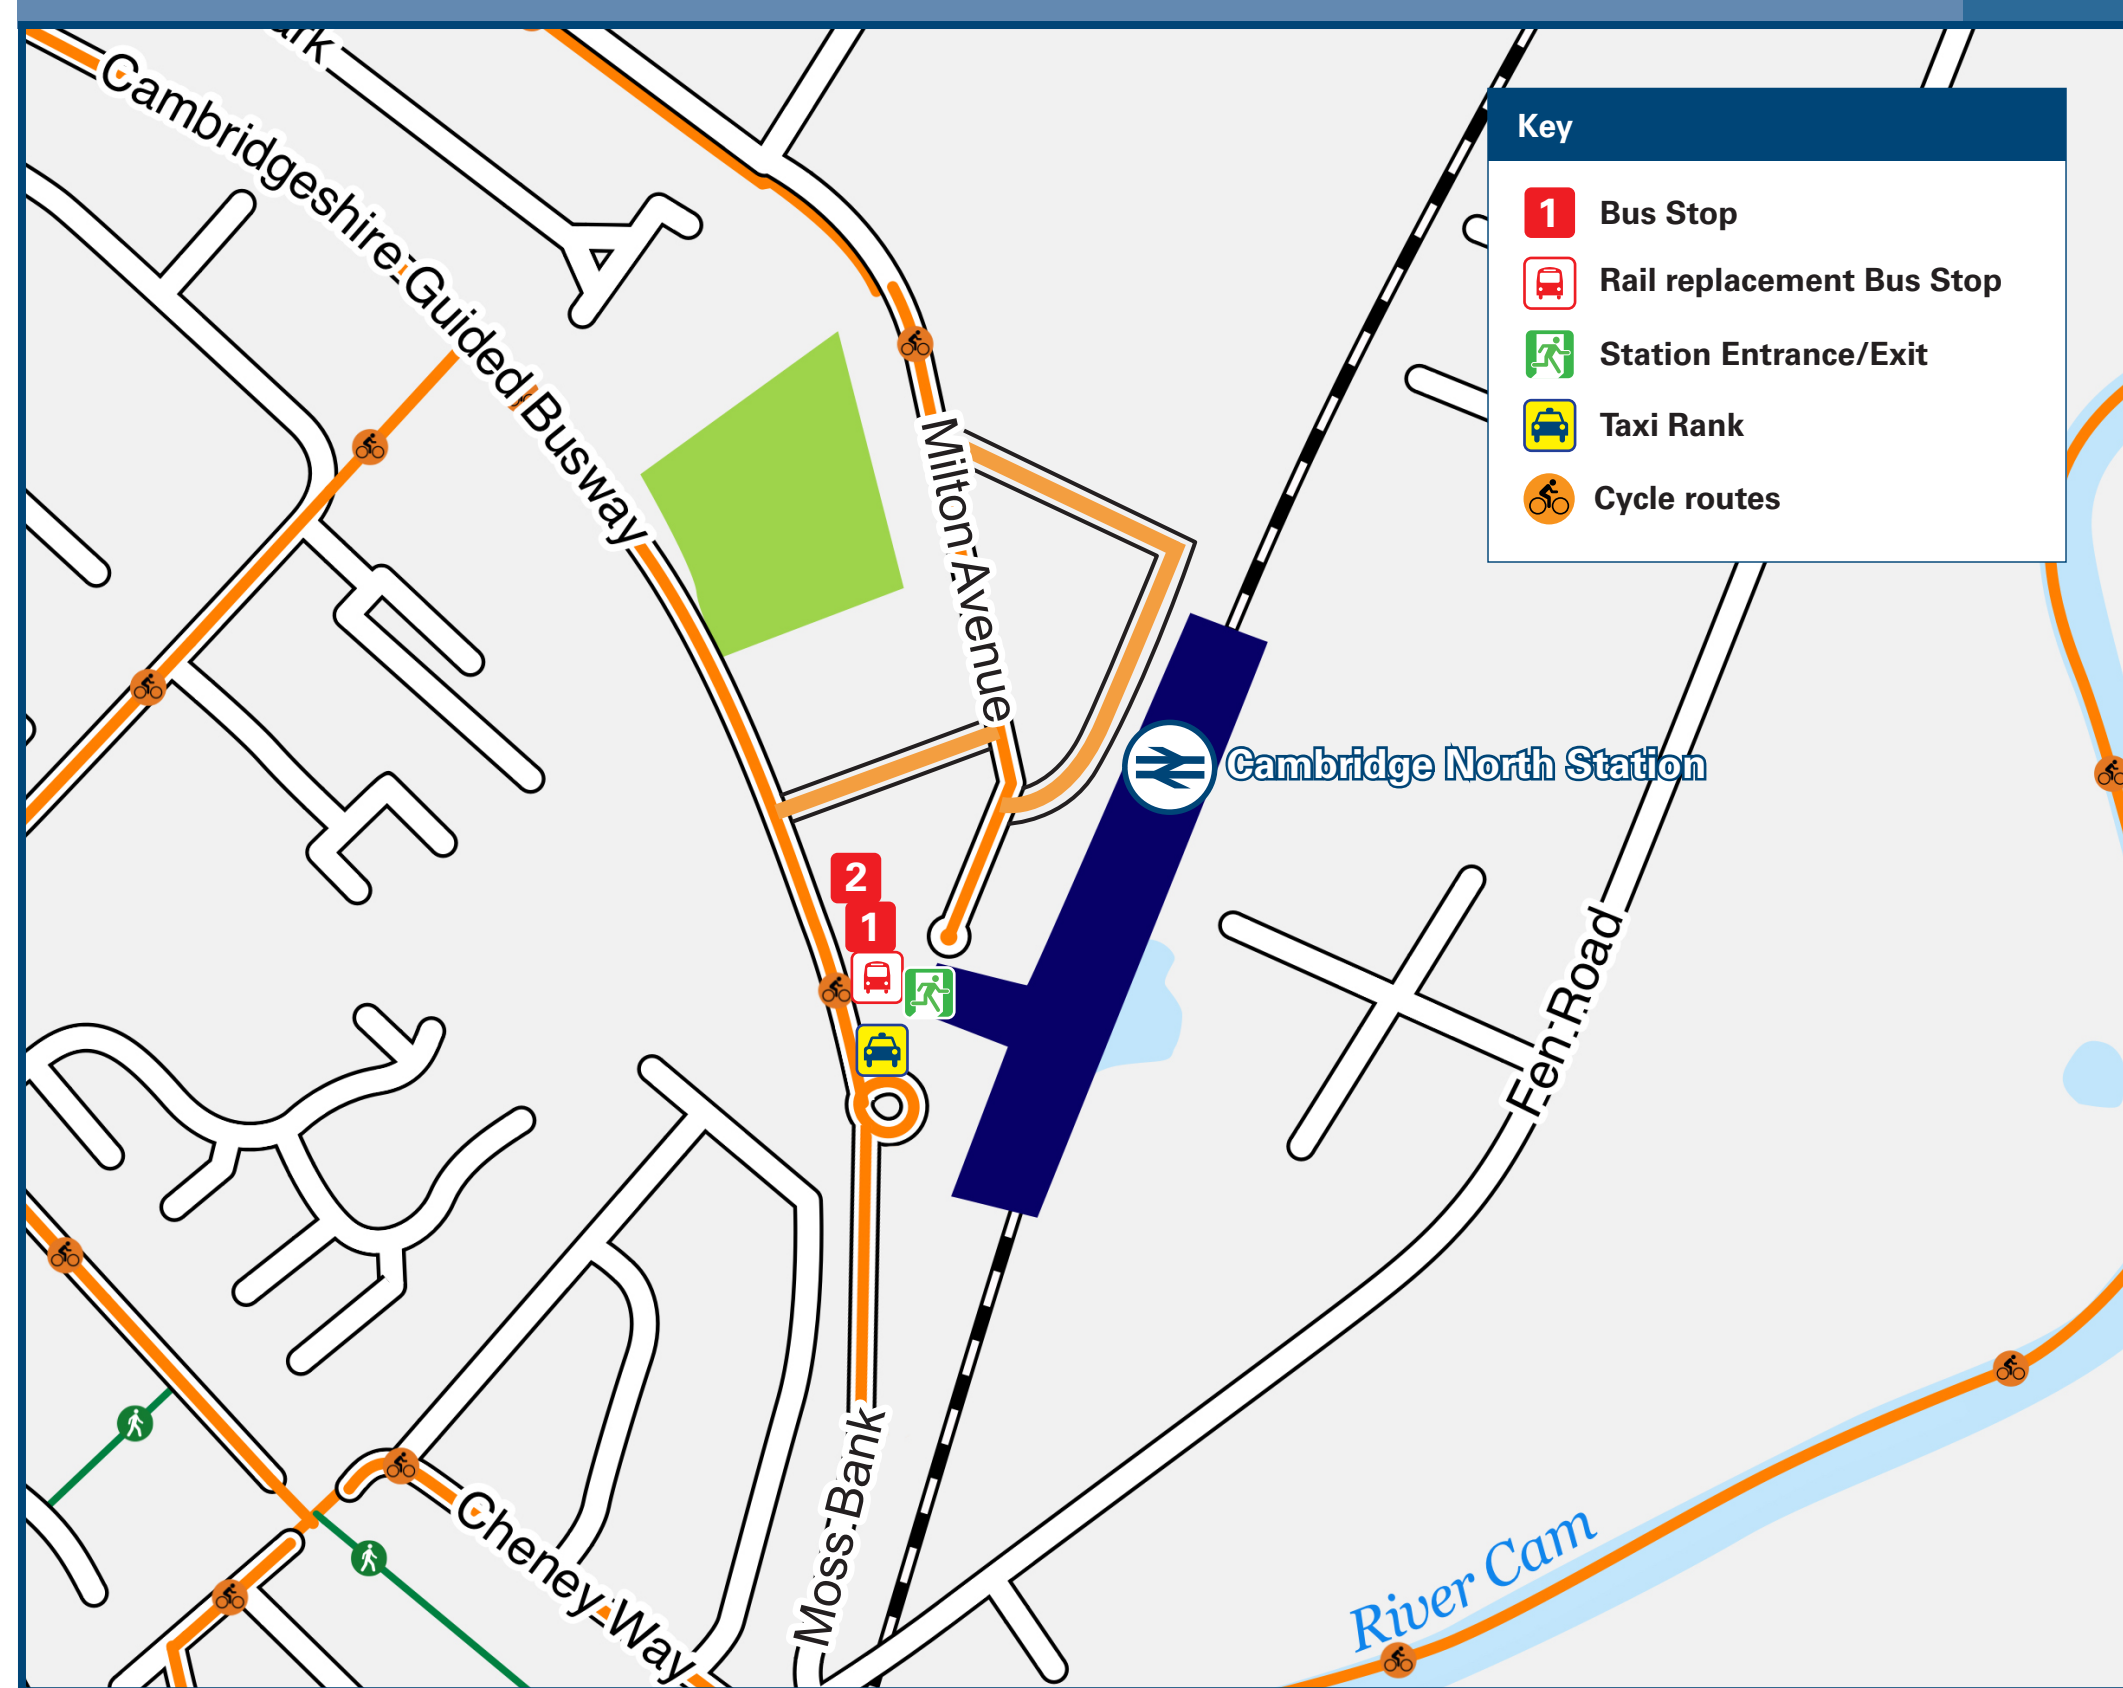 Cambridgeshire Guided Busway
Key
1 Bus Stop
Rail replacement Bus Stop
Station Entrance/Exit
Taxi Rank
Cycle routes
Milton Avenue
Cambridge North Station
2
1
Fen Road
Moss Bank
Cheney Way
River Cam